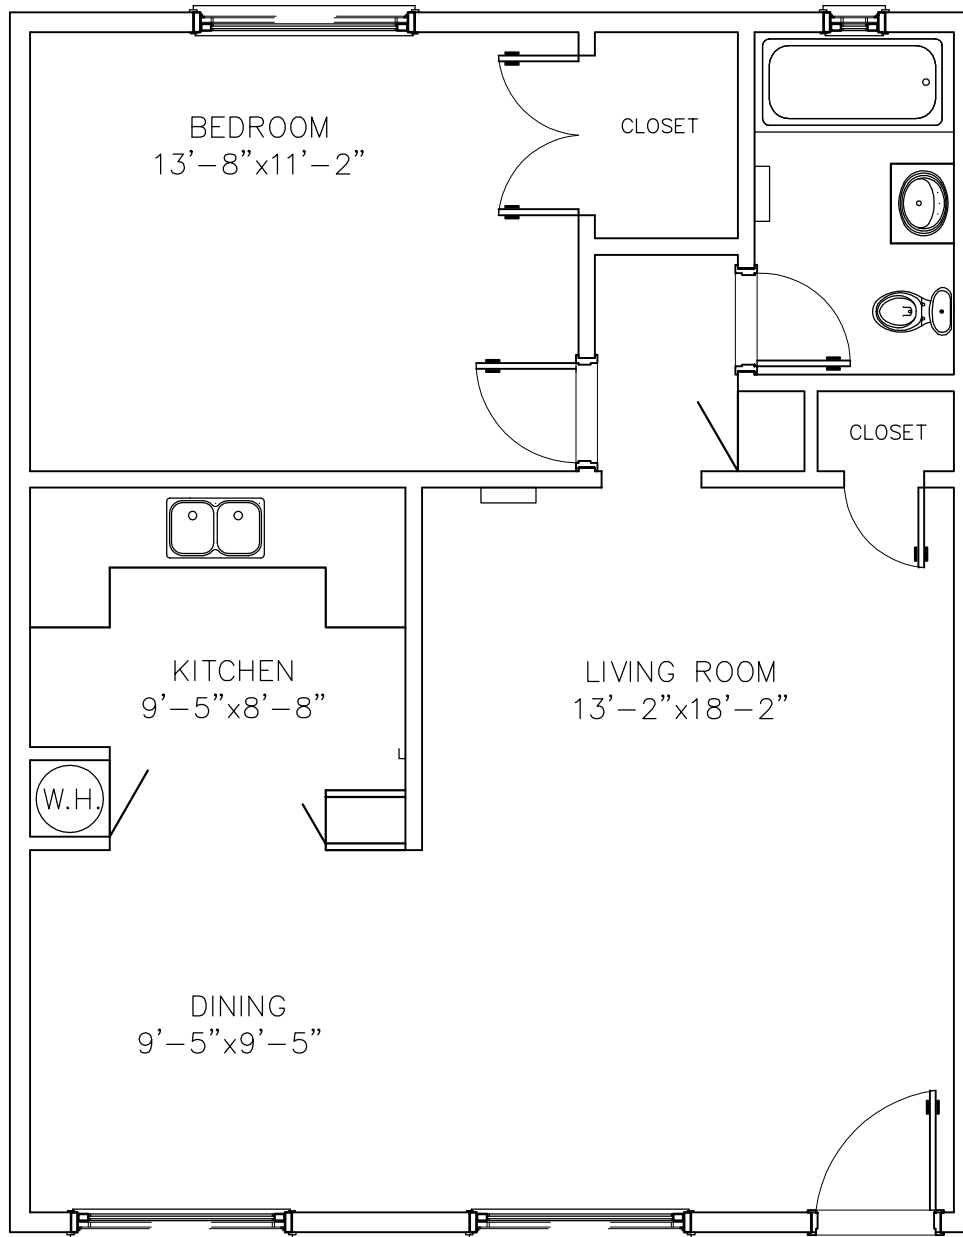 BEDROOM
13'-8"x11'-2"
CLOSET
CLOSET
KITCHEN
9'-5"x8'-8"
LIVING ROOM
13'-2"x18'-2"
W.H.
DINING
9'-5"x9'-5"